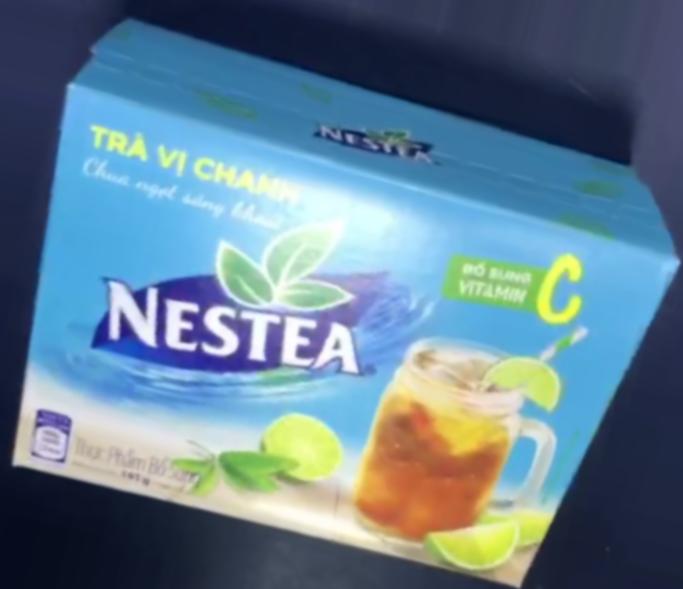 NESTEA
TRÀ VỊ CHANH
Chua ngọt sảng khoái
BỔ SUNG
VITAMIN C
NESTEA
Thực Phẩm Bổ Sung